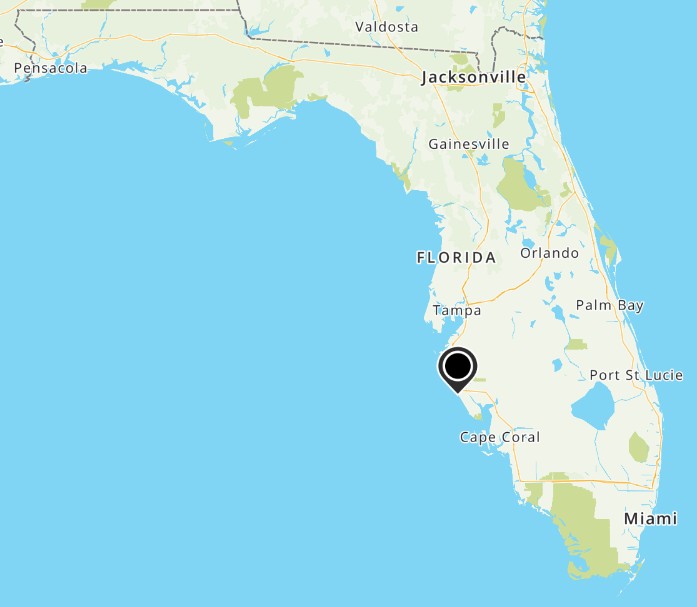 Valdosta
Pensacola
Jacksonville
Gainesville
FLORIDA
Orlando
Tampa
Palm Bay
Port St Lucie
Cape Coral
Miami